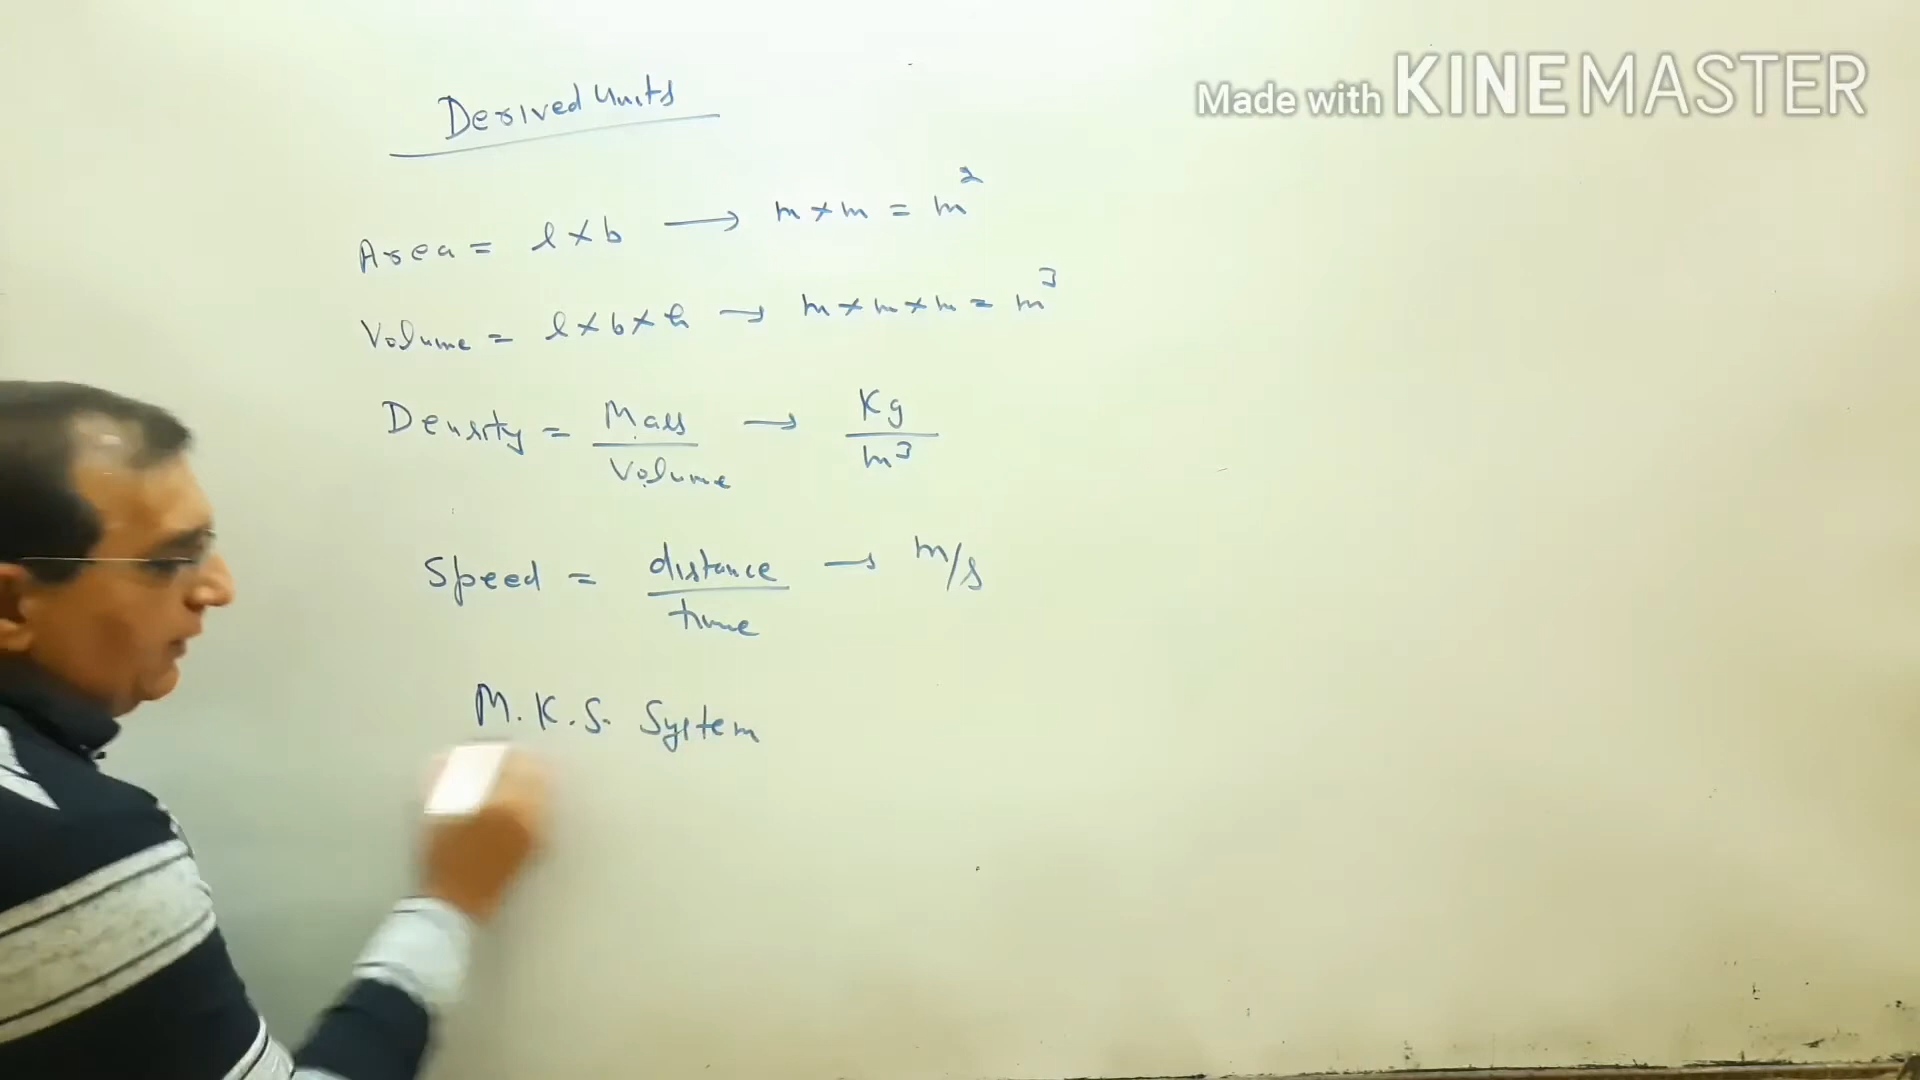 Made with KINEMASTER
Derived Units
Area = l × b → m × m = m²
Volume = l × b × h → m × m × m = m³
Density = Mass / Volume → Kg / m³
Speed = distance / time → m/s
M.K.S. System